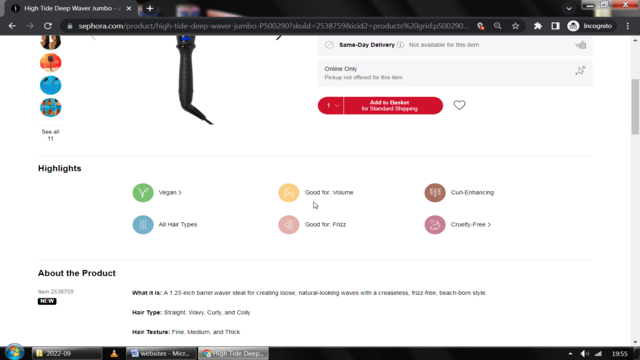 High Tide Deep Waver Jumbo - a
Incognito
sephora.com/product/high-tide-deep-waver-jumbo-P500290?skuId=2538759&icid2=products%20grid:p500290...
Same-Day Delivery
Not available for this item
Online Only
Pickup not offered for this item
1
Add to Basket
for Standard Shipping
See all
11
Highlights
Vegan >
Good for: Volume
Curl-Enhancing
All Hair Types
Good for: Frizz
Cruelty-Free >
About the Product
Item 2538759
NEW
What it is: A 1.25-inch barrel waver ideal for creating loose, natural-looking waves with a creaseless, frizz-free, beach-born style.
Hair Type: Straight, Wavy, Curly, and Coily
Hair Texture: Fine, Medium, and Thick
2022-09
websites - Micr...
High Tide Deep...
19:55